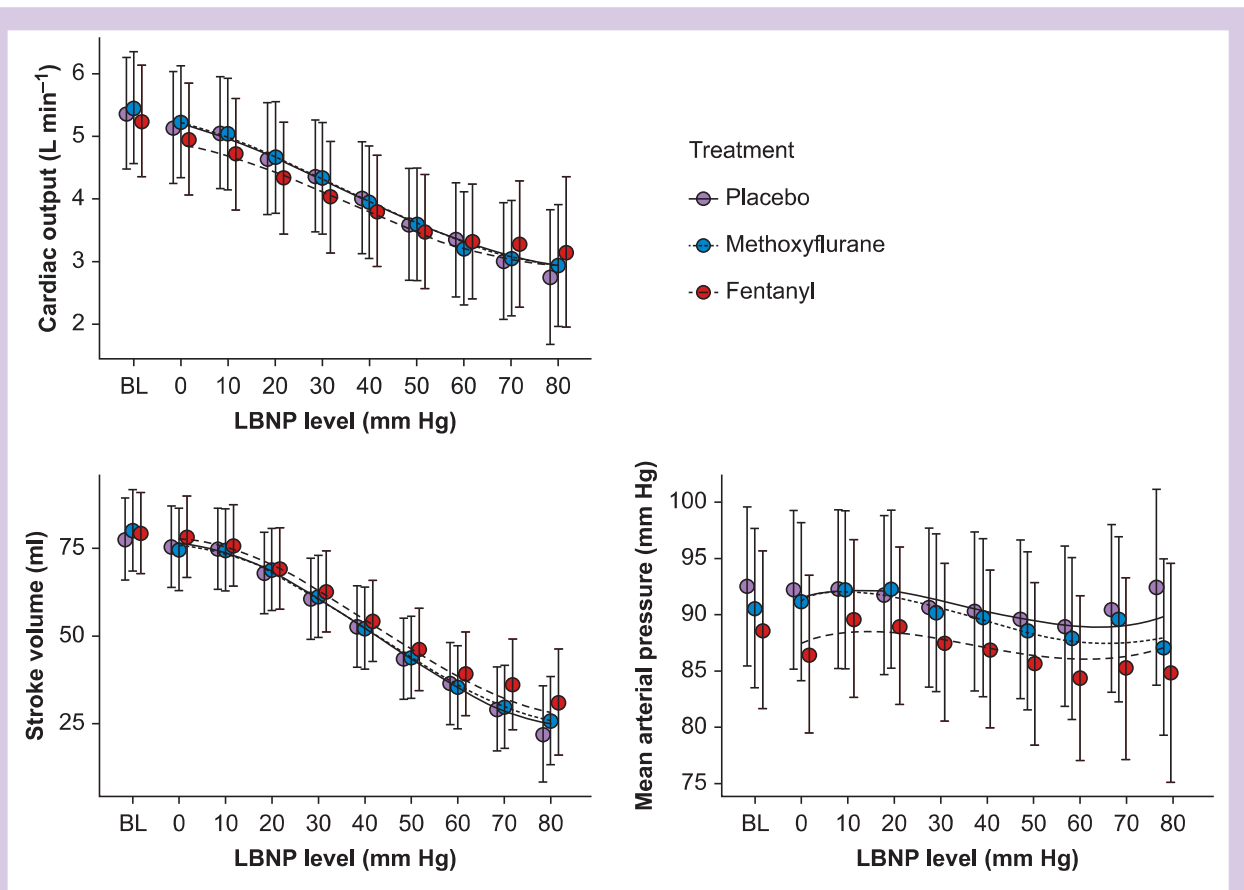 Cardiac output (L min⁻¹)
6
5
4
3
2
BL 0 10 20 30 40 50 60 70 80
LBNP level (mm Hg)
Treatment
Placebo
Methoxyflurane
Fentanyl
Stroke volume (ml)
75
50
25
BL 0 10 20 30 40 50 60 70 80
LBNP level (mm Hg)
Mean arterial pressure (mm Hg)
100
95
90
85
80
75
BL 0 10 20 30 40 50 60 70 80
LBNP level (mm Hg)